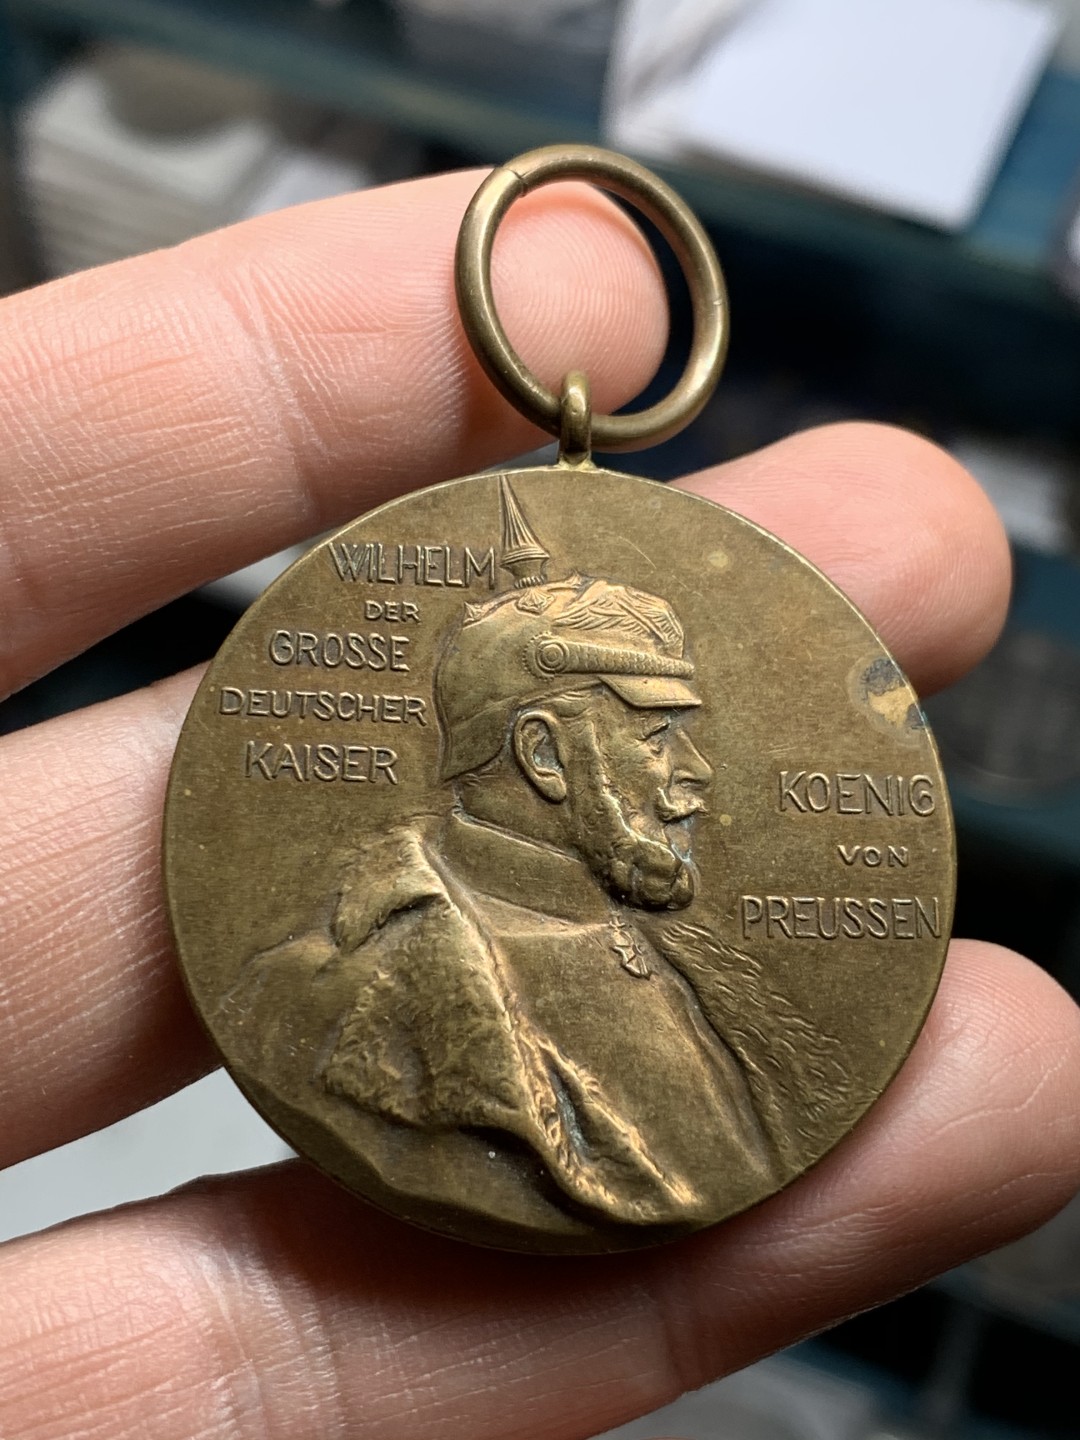 WILHELM
DER
GROSSE
DEUTSCHER
KAISER
KOENIG
VON
PREUSSEN